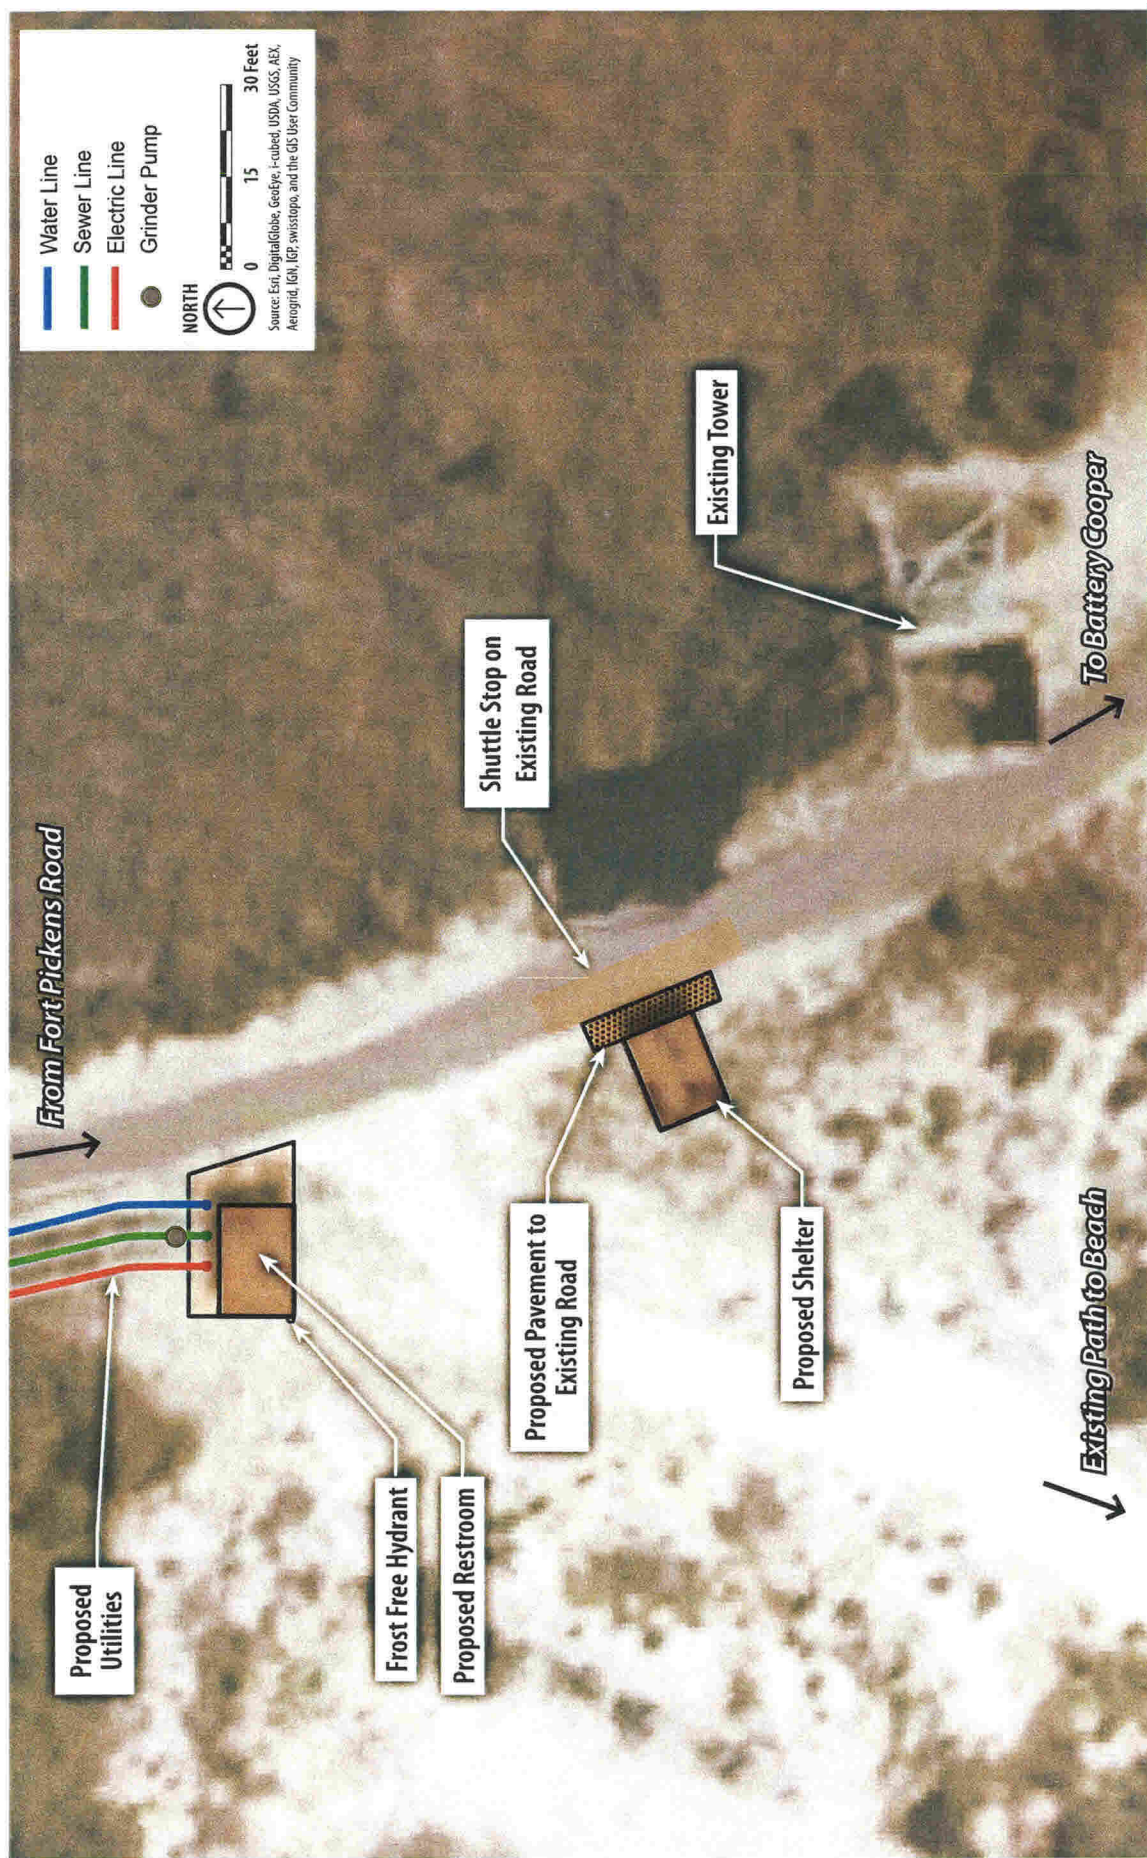 From Fort Pickens Road
Water Line
Sewer Line
Electric Line
Grinder Pump
NORTH
0 15 30 Feet
Source: Esri, DigitalGlobe, GeoEye, i-cubed, USDA, USGS, AEX,
Aerogrid, IGN, IGP, swisstopo, and the GIS User Community
Proposed
Utilities
Frost Free Hydrant
Proposed Restroom
Shuttle Stop on
Existing Road
Proposed Pavement to
Existing Road
Existing Tower
Proposed Shelter
Existing Path to Beach
To Battery Cooper